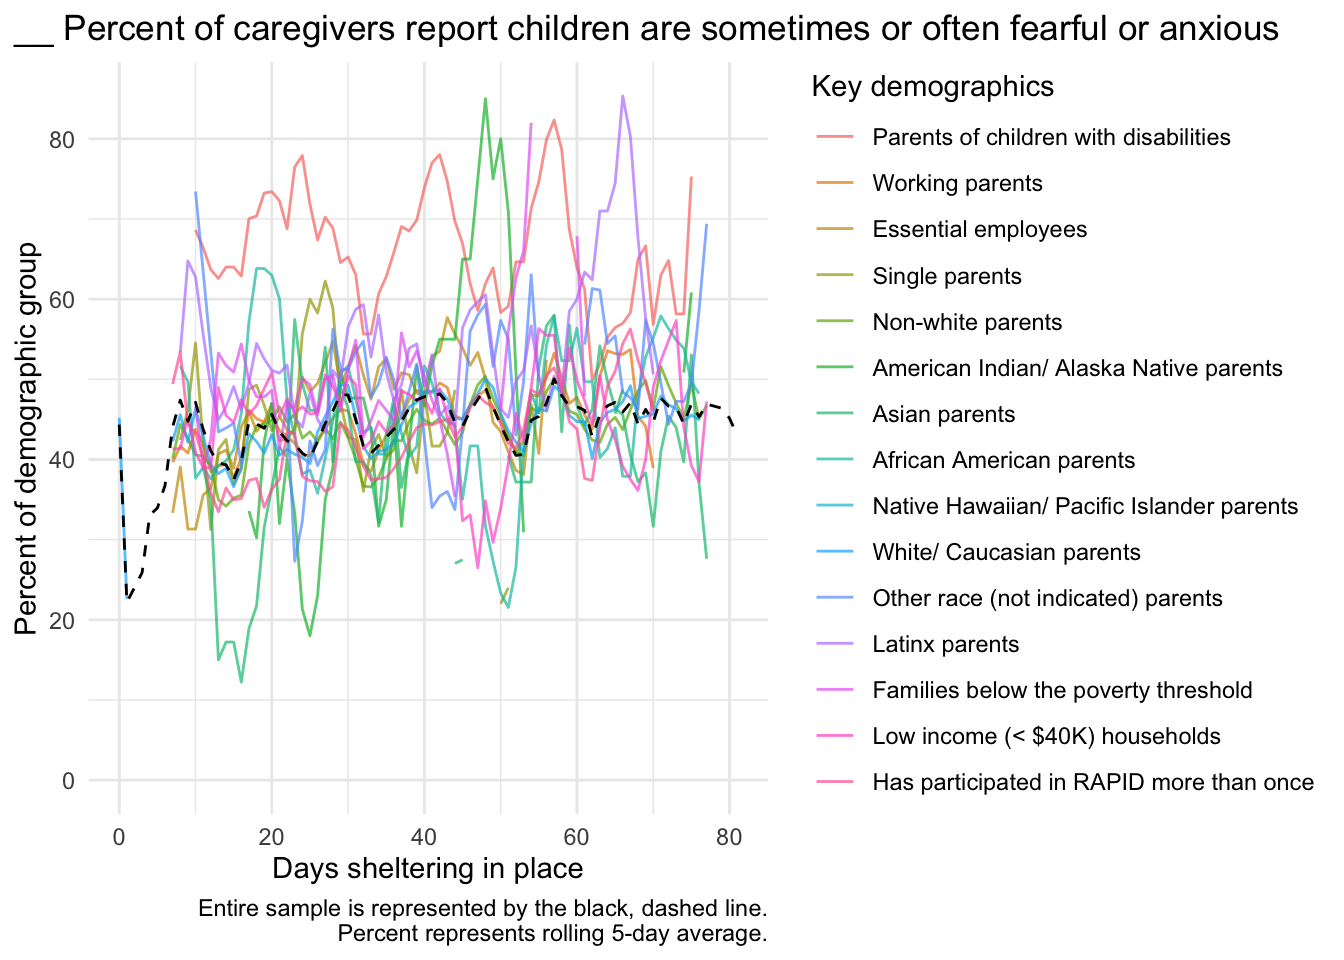 __ Percent of caregivers report children are sometimes or often fearful or anxious
Percent of demographic group
80
60
40
20
0
0 20 40 60 80
Days sheltering in place
Entire sample is represented by the black, dashed line.
Percent represents rolling 5-day average.
Key demographics
Parents of children with disabilities
Working parents
Essential employees
Single parents
Non-white parents
American Indian/ Alaska Native parents
Asian parents
African American parents
Native Hawaiian/ Pacific Islander parents
White/ Caucasian parents
Other race (not indicated) parents
Latinx parents
Families below the poverty threshold
Low income (< $40K) households
Has participated in RAPID more than once